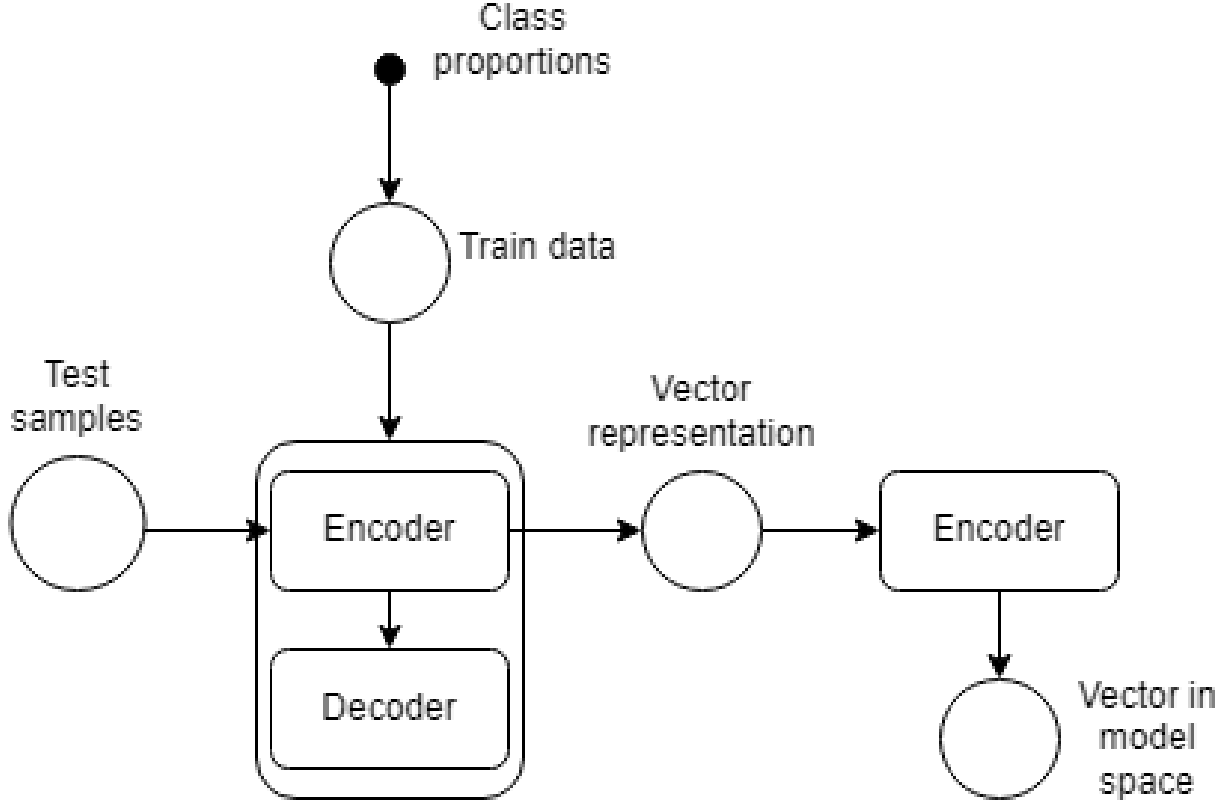 Class
proportions
Train data
Test
samples
Vector
representation
Encoder
Encoder
Decoder
Vector in
model
space